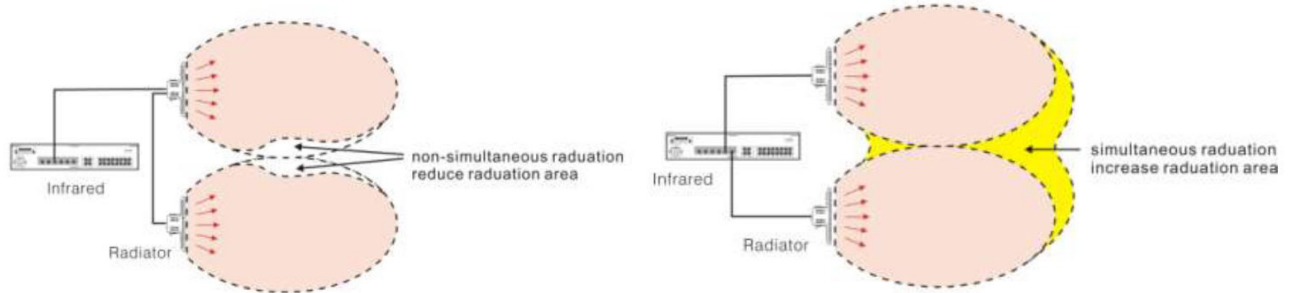 non-simultaneous raduation
reduce raduation area
Infrared
Radiator
simultaneous raduation
increase raduation area
Infrared
Radiator